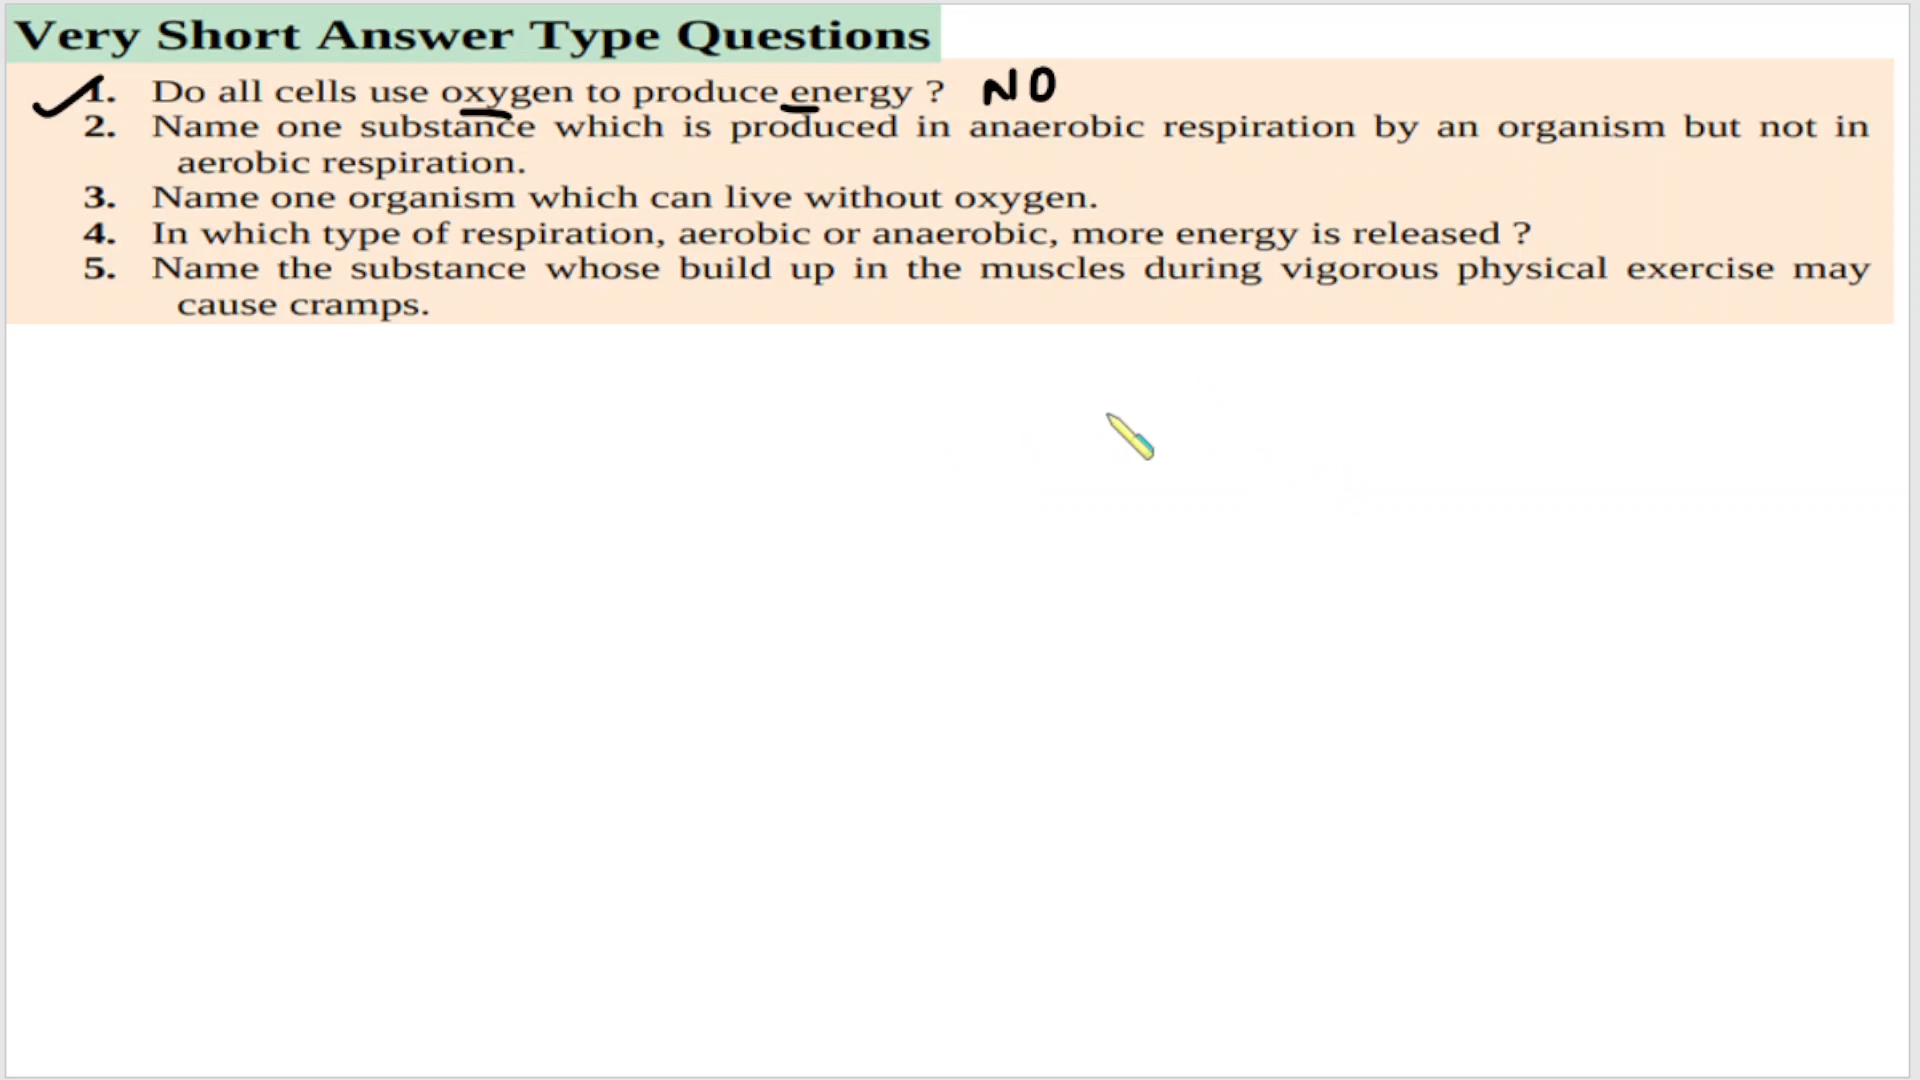 Very Short Answer Type Questions
1. Do all cells use oxygen to produce energy ? NO
2. Name one substance which is produced in anaerobic respiration by an organism but not in
aerobic respiration.
3. Name one organism which can live without oxygen.
4. In which type of respiration, aerobic or anaerobic, more energy is released ?
5. Name the substance whose build up in the muscles during vigorous physical exercise may
cause cramps.